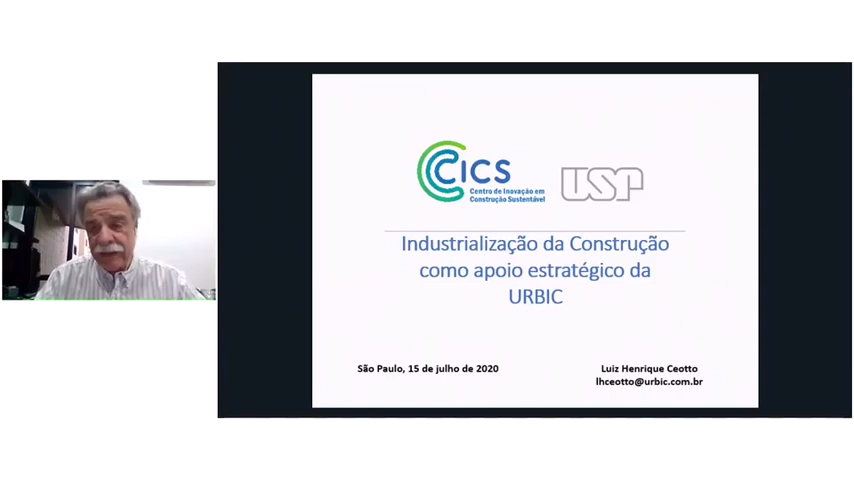 CICS
Centro de Inovação em
Construção Sustentável
USP
Industrialização da Construção
como apoio estratégico da
URBIC
São Paulo, 15 de julho de 2020
Luiz Henrique Ceotto
lhceotto@urbic.com.br